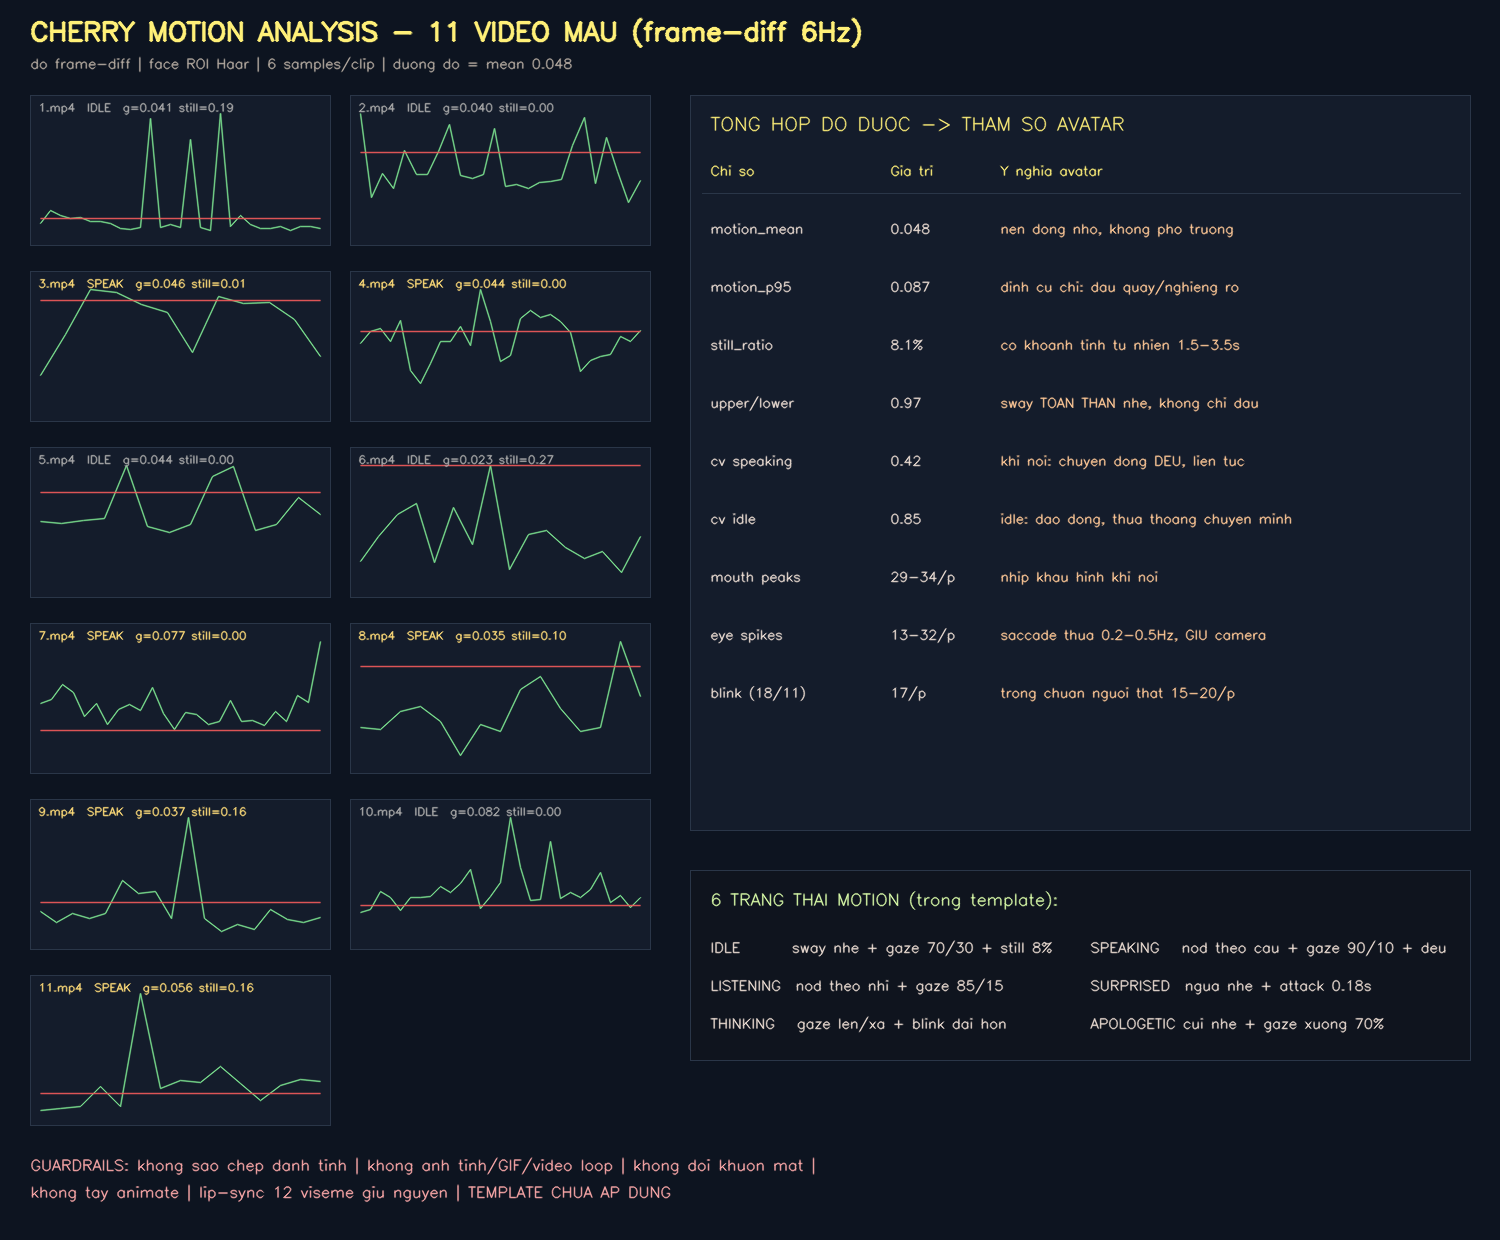 CHERRY MOTION ANALYSIS - 11 VIDEO MAU (frame-diff 6Hz)
do frame-diff | face ROI Haar | 6 samples/clip | duong do = mean 0.048
1.mp4 IDLE g=0.041 still=0.19
2.mp4 IDLE g=0.040 still=0.00
3.mp4 SPEAK g=0.046 still=0.01
4.mp4 SPEAK g=0.044 still=0.00
5.mp4 IDLE g=0.044 still=0.00
6.mp4 IDLE g=0.023 still=0.27
7.mp4 SPEAK g=0.077 still=0.00
8.mp4 SPEAK g=0.035 still=0.10
9.mp4 SPEAK g=0.037 still=0.16
10.mp4 IDLE g=0.082 still=0.00
11.mp4 SPEAK g=0.056 still=0.16
TONG HOP DO DUOC -> THAM SO AVATAR
Chi so Gia tri Y nghia avatar
motion_mean 0.048 nen dong nho, khong pho truong
motion_p95 0.087 dinh cu chi: dau quay/nghieng ro
still_ratio 8.1% co khoanh tinh tu nhien 1.5-3.5s
upper/lower 0.97 sway TOAN THAN nhe, khong chi dau
cv speaking 0.42 khi noi: chuyen dong DEU, lien tuc
cv idle 0.85 idle: dao dong, thua thoang chuyen minh
mouth peaks 29-34/p nhip khau hinh khi noi
eye spikes 13-32/p saccade thua 0.2-0.5Hz, GIU camera
blink (18/11) 17/p trong chuan nguoi that 15-20/p
6 TRANG THAI MOTION (trong template):
IDLE sway nhe + gaze 70/30 + still 8% SPEAKING nod theo cau + gaze 90/10 + deu
LISTENING nod theo nhi + gaze 85/15 SURPRISED ngua nhe + attack 0.18s
THINKING gaze len/xa + blink dai hon APOLOGETIC cui nhe + gaze xuong 70%
GUARDRAILS: khong sao chep danh tinh | khong anh tinh/GIF/video loop | khong doi khuon mat |
khong tay animate | lip-sync 12 viseme giu nguyen | TEMPLATE CHUA AP DUNG